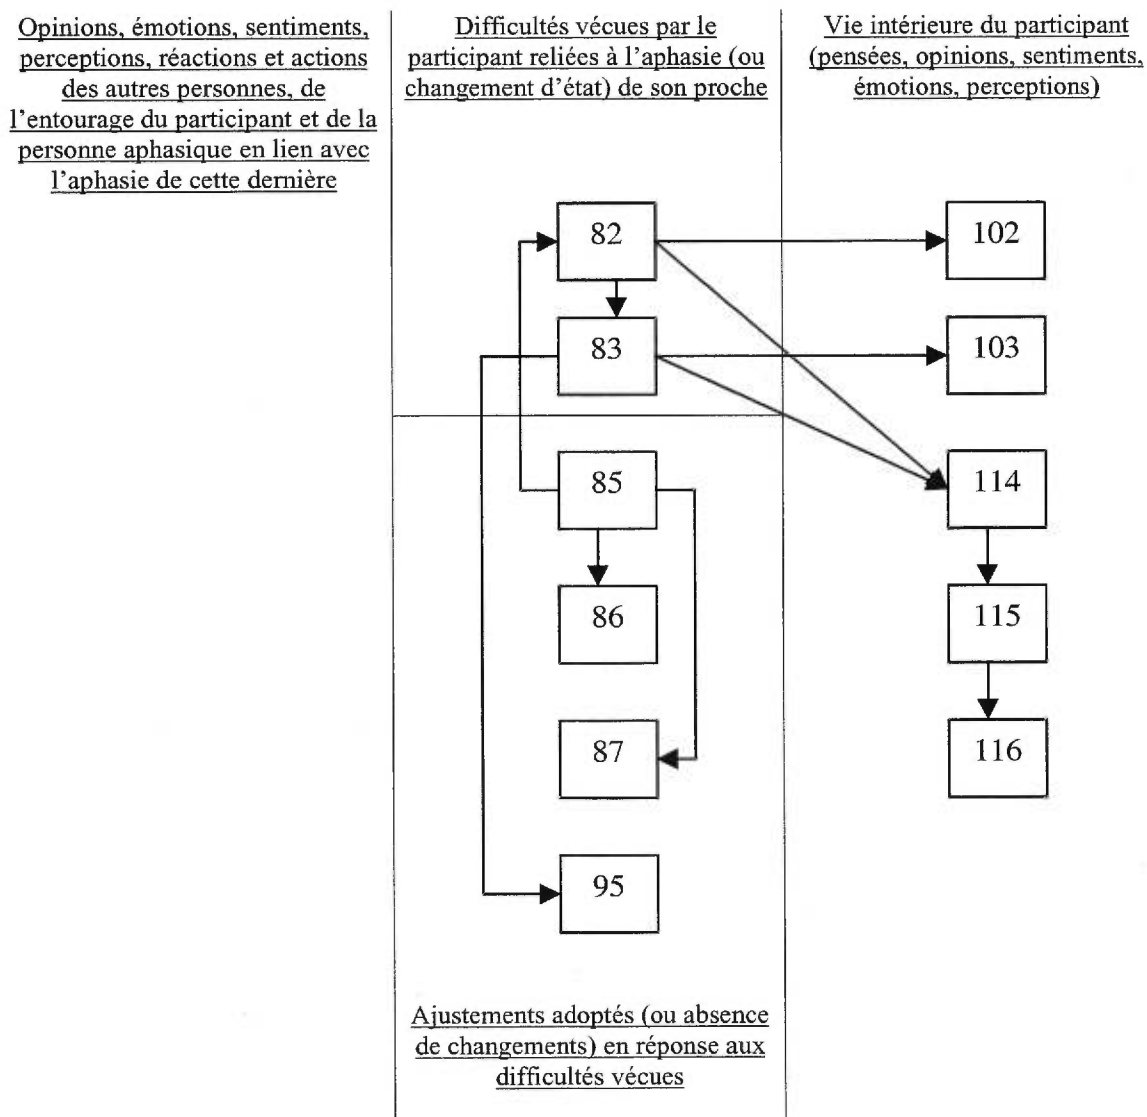 Opinions, émotions, sentiments,
perceptions, réactions et actions
des autres personnes, de
l'entourage du participant et de la
personne aphasique en lien avec
l'aphasie de cette dernière
Difficultés vécues par le
participant reliées à l'aphasie (ou
changement d'état) de son proche
Vie intérieure du participant
(pensées, opinions, sentiments,
émotions, perceptions)
82
102
83
103
85
114
86
115
87
116
95
Ajustements adoptés (ou absence
de changements) en réponse aux
difficultés vécues